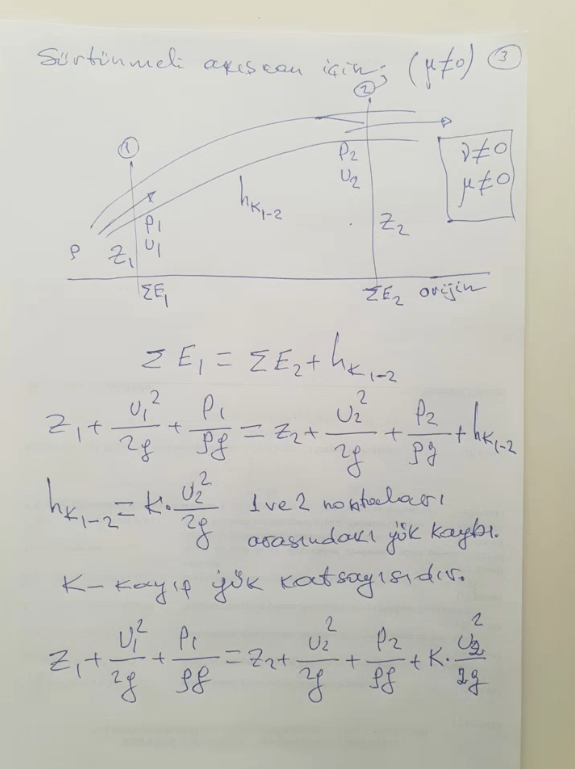 Sürtünmeli akışkan için; (μ≠0) ③
②
①
P₂
U₂
ν≠0
μ≠0
hK₁₋₂
P₁
U₁
Z₁
Z₂
ρ
ΣE₁
ΣE₂ orijin
ΣE₁ = ΣE₂ + hK₁₋₂
Z₁ + U₁²/2g + P₁/ρg = Z₂ + U₂²/2g + P₂/ρg + hK₁₋₂
hK₁₋₂ = K · U₂²/2g 1 ve 2 noktaları
arasındaki yük kaybı.
K - kayıp yük katsayısıdır.
Z₁ + U₁²/2g + P₁/ρg = Z₂ + U₂²/2g + P₂/ρg + K · U₂²/2g